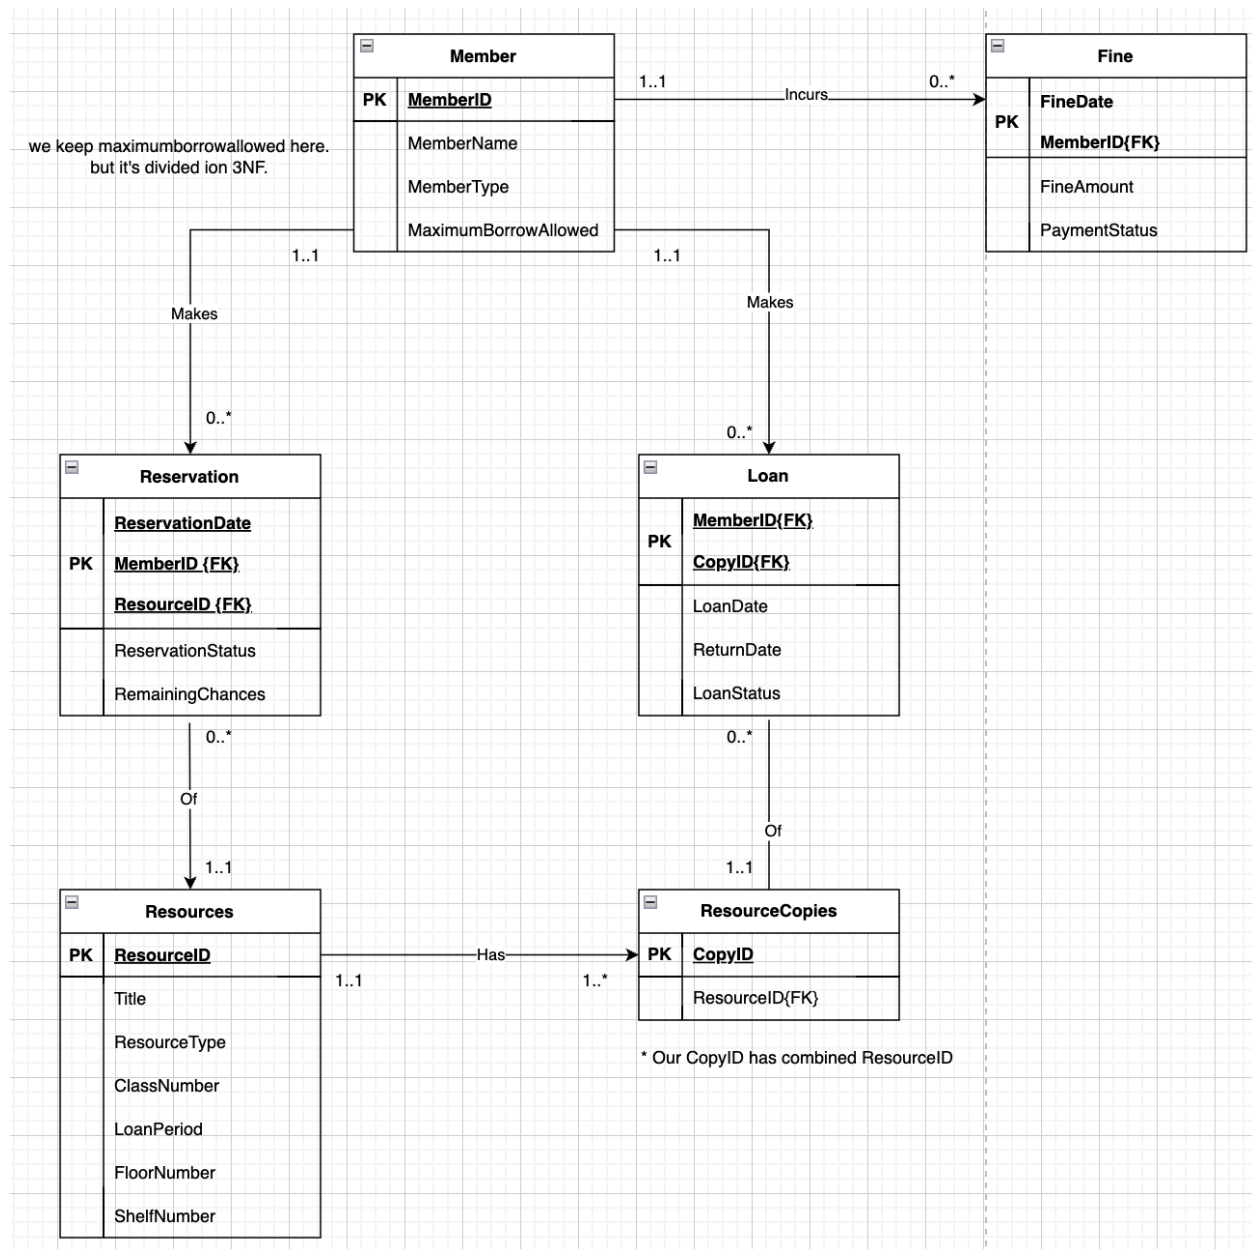 Member
PK
MemberID
MemberName
MemberType
MaximumBorrowAllowed
1..1
Incurs
0..*
Fine
PK
FineDate
MemberID{FK}
FineAmount
PaymentStatus
we keep maximumborrowallowed here.
but it's divided ion 3NF.
1..1
Makes
0..*
1..1
Makes
0..*
Reservation
PK
ReservationDate
MemberID {FK}
ResourceID {FK}
ReservationStatus
RemainingChances
Loan
PK
MemberID{FK}
CopyID{FK}
LoanDate
ReturnDate
LoanStatus
0..*
Of
1..1
0..*
Of
1..1
Resources
PK
ResourceID
Title
ResourceType
ClassNumber
LoanPeriod
FloorNumber
ShelfNumber
1..1
Has
1..*
ResourceCopies
PK
CopyID
ResourceID{FK}
* Our CopyID has combined ResourceID